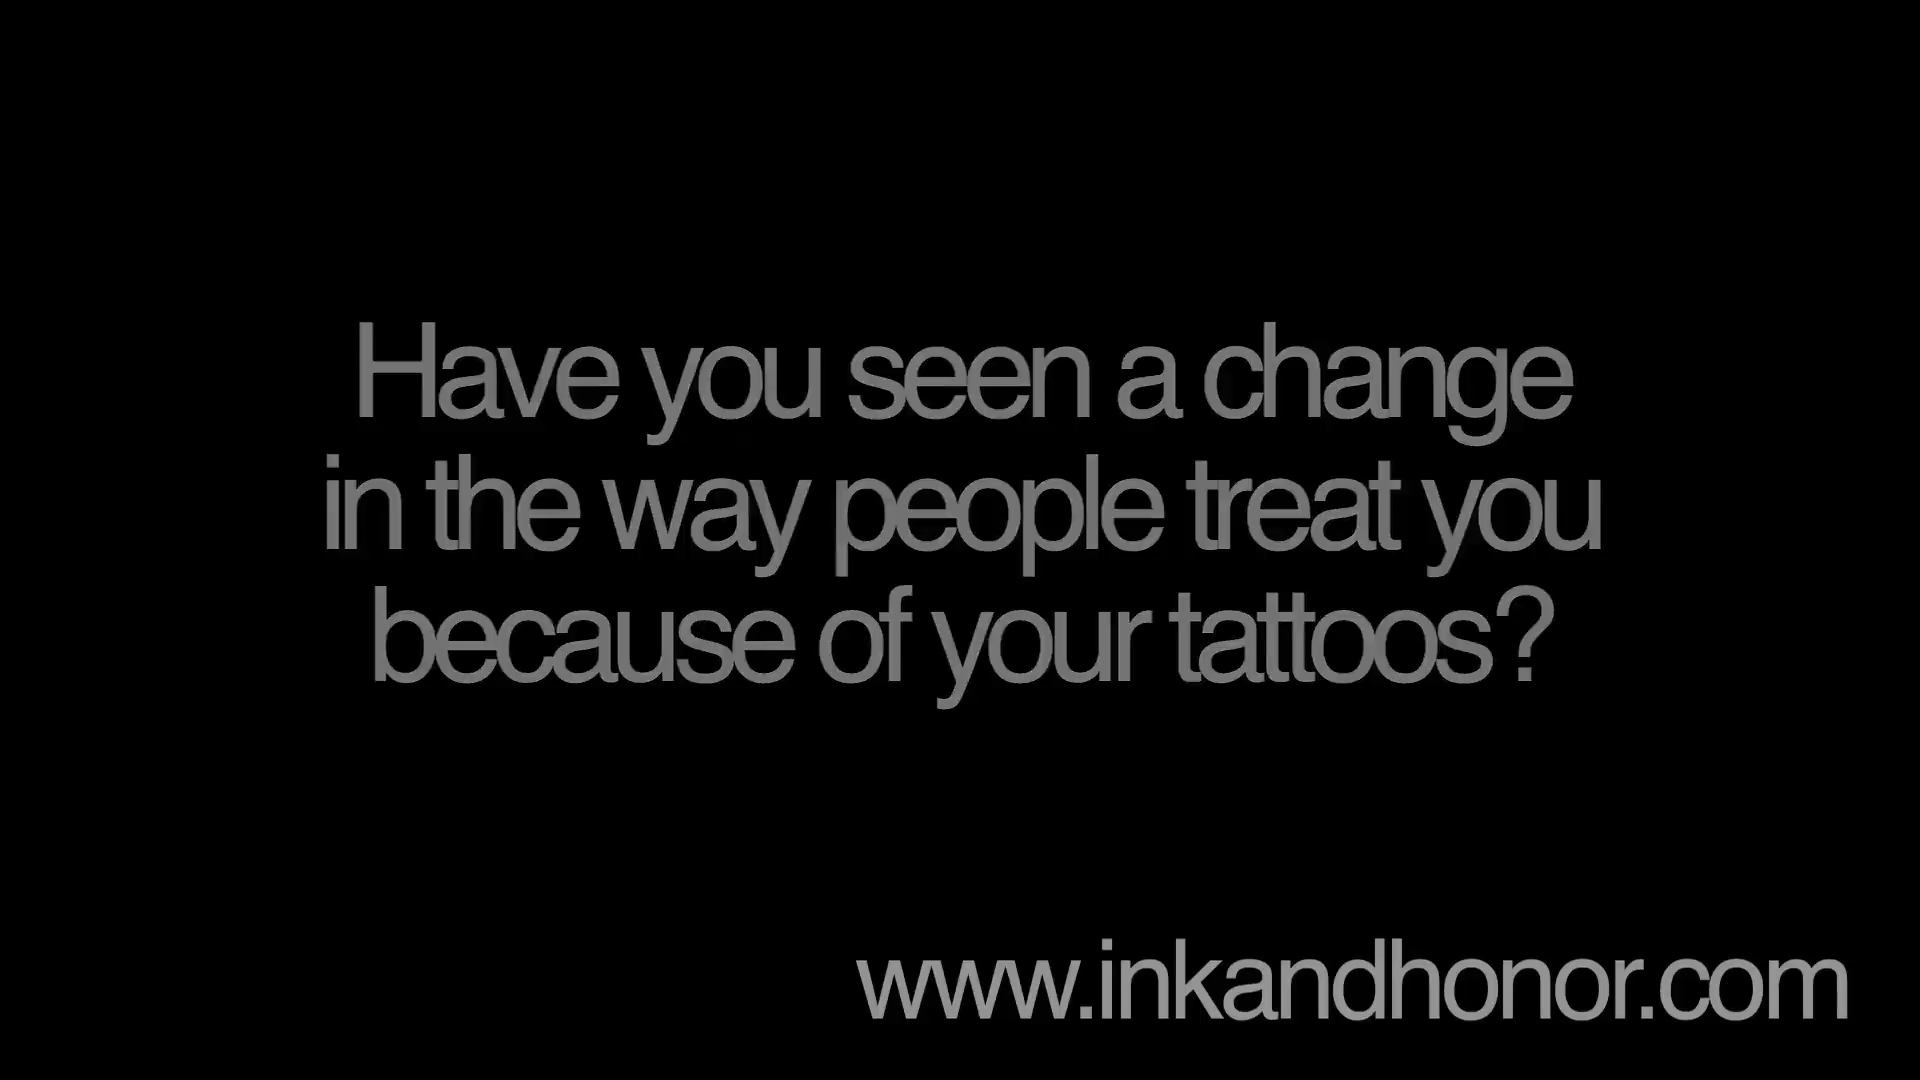 Have you seen a change
in the way people treat you
because of your tattoos?
www.inkandhonor.com